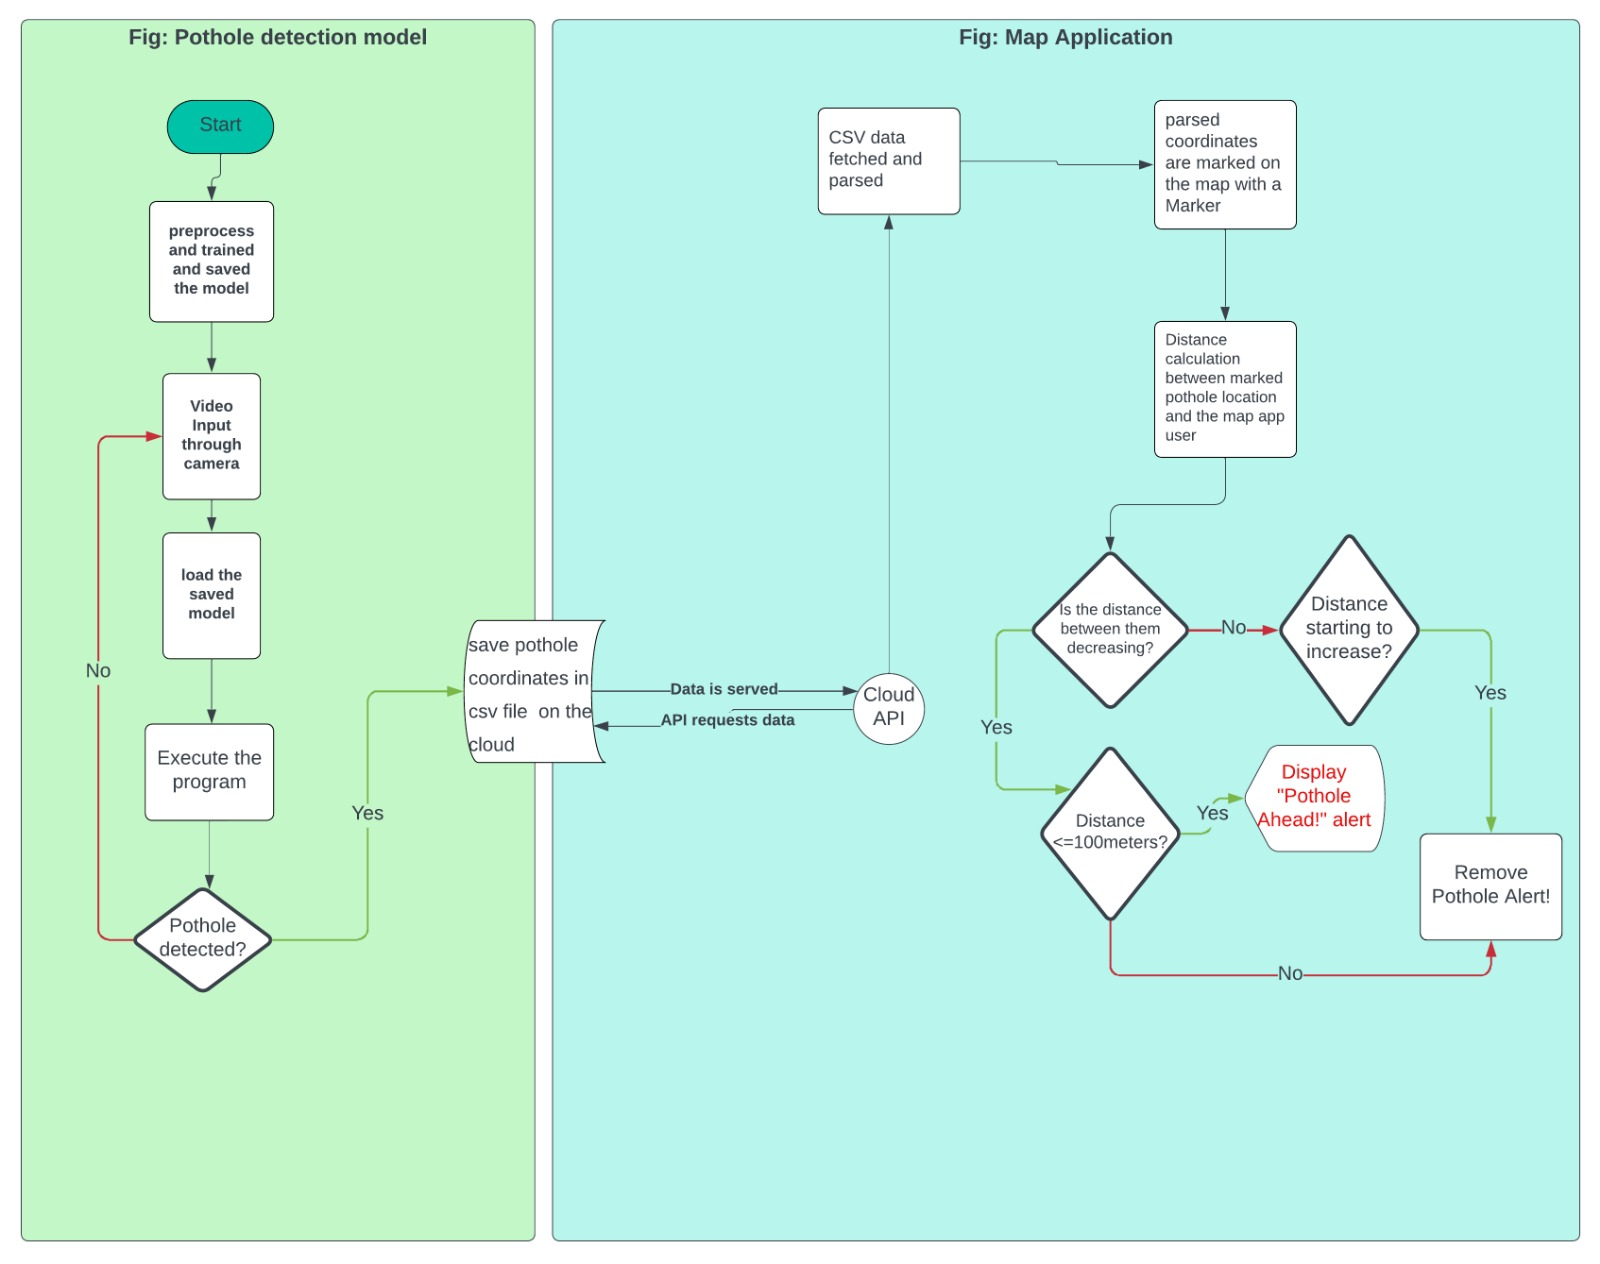 Fig: Pothole detection model
Start
preprocess
and trained
and saved
the model
Video
Input
through
camera
load the
saved
model
No
Execute the
program
Yes
Pothole
detected?
save pothole
coordinates in
csv file  on the
cloud
Fig: Map Application
Data is served
API requests data
Cloud
API
CSV data
fetched and
parsed
parsed
coordinates
are marked on
the map with a
Marker
Distance
calculation
between marked
pothole location
and the map app
user
Is the distance
between them
decreasing?
No
Distance
starting to
increase?
Yes
Yes
Distance
<=100meters?
Yes
Display
"Pothole
Ahead!" alert
Remove
Pothole Alert!
No